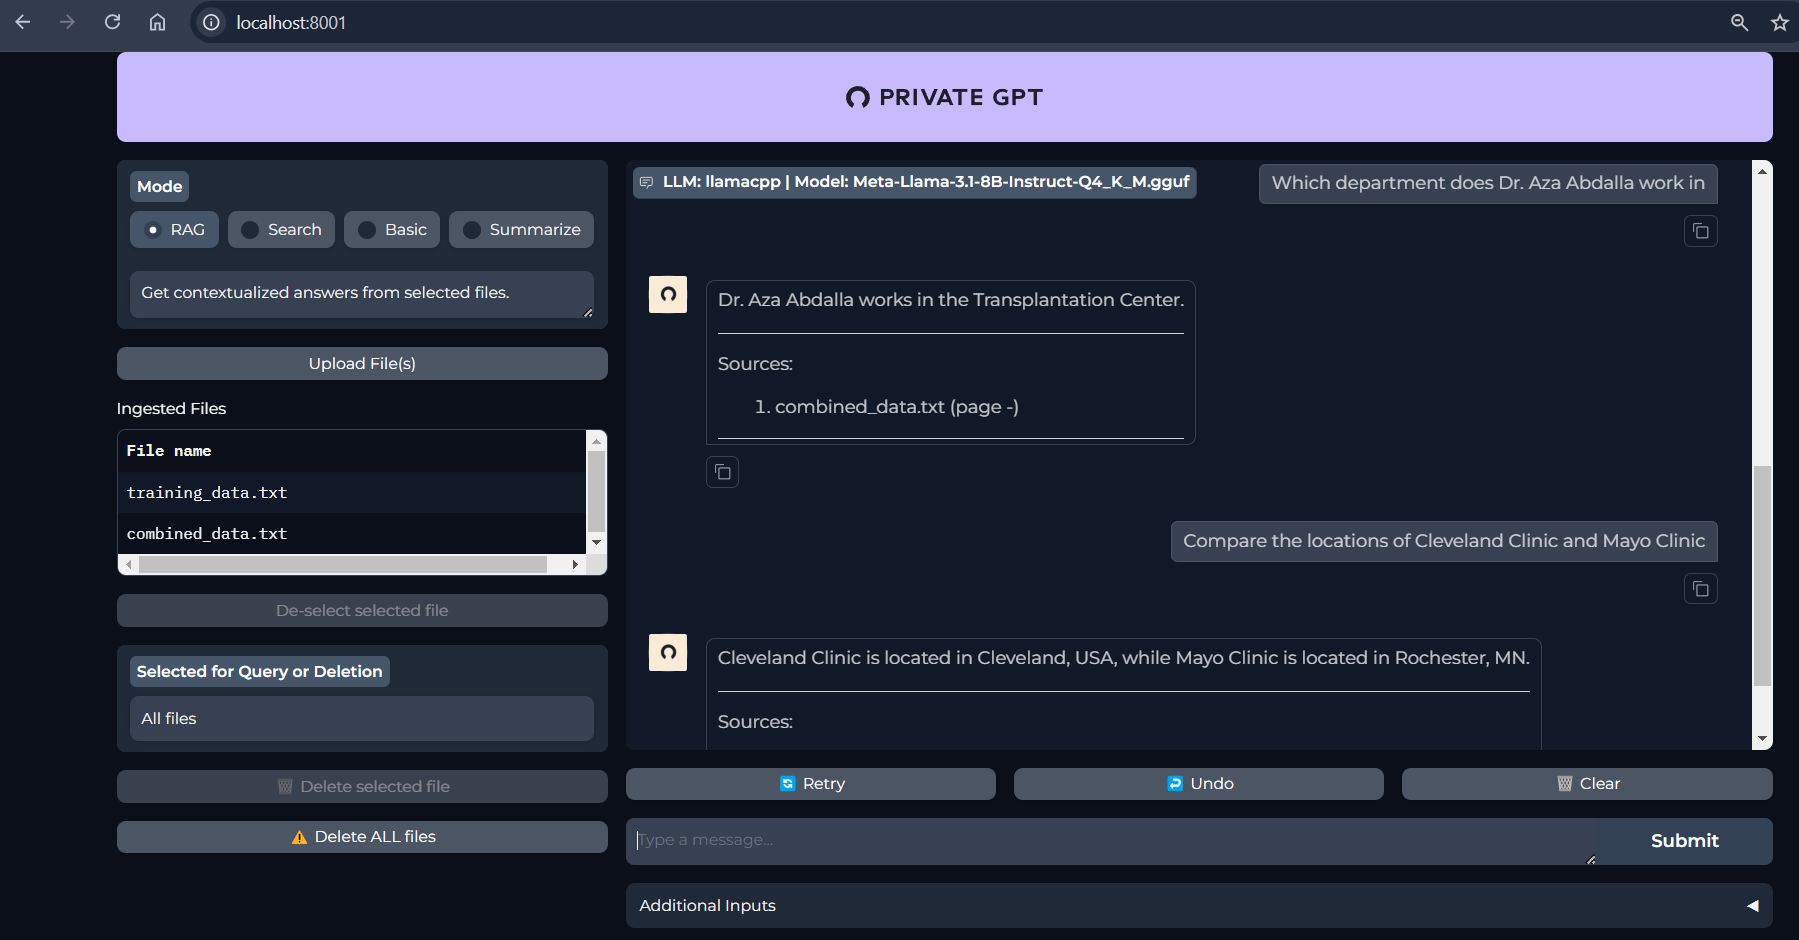 localhost:8001
PRIVATE GPT
Mode
RAG
Search
Basic
Summarize
Get contextualized answers from selected files.
Upload File(s)
Ingested Files
File name
training_data.txt
combined_data.txt
De-select selected file
Selected for Query or Deletion
All files
Delete selected file
Delete ALL files
LLM: llamacpp | Model: Meta-Llama-3.1-8B-Instruct-Q4_K_M.gguf
Which department does Dr. Aza Abdalla work in
Dr. Aza Abdalla works in the Transplantation Center.
Sources:
1. combined_data.txt (page -)
Compare the locations of Cleveland Clinic and Mayo Clinic
Cleveland Clinic is located in Cleveland, USA, while Mayo Clinic is located in Rochester, MN.
Sources:
Retry
Undo
Clear
Type a message...
Submit
Additional Inputs